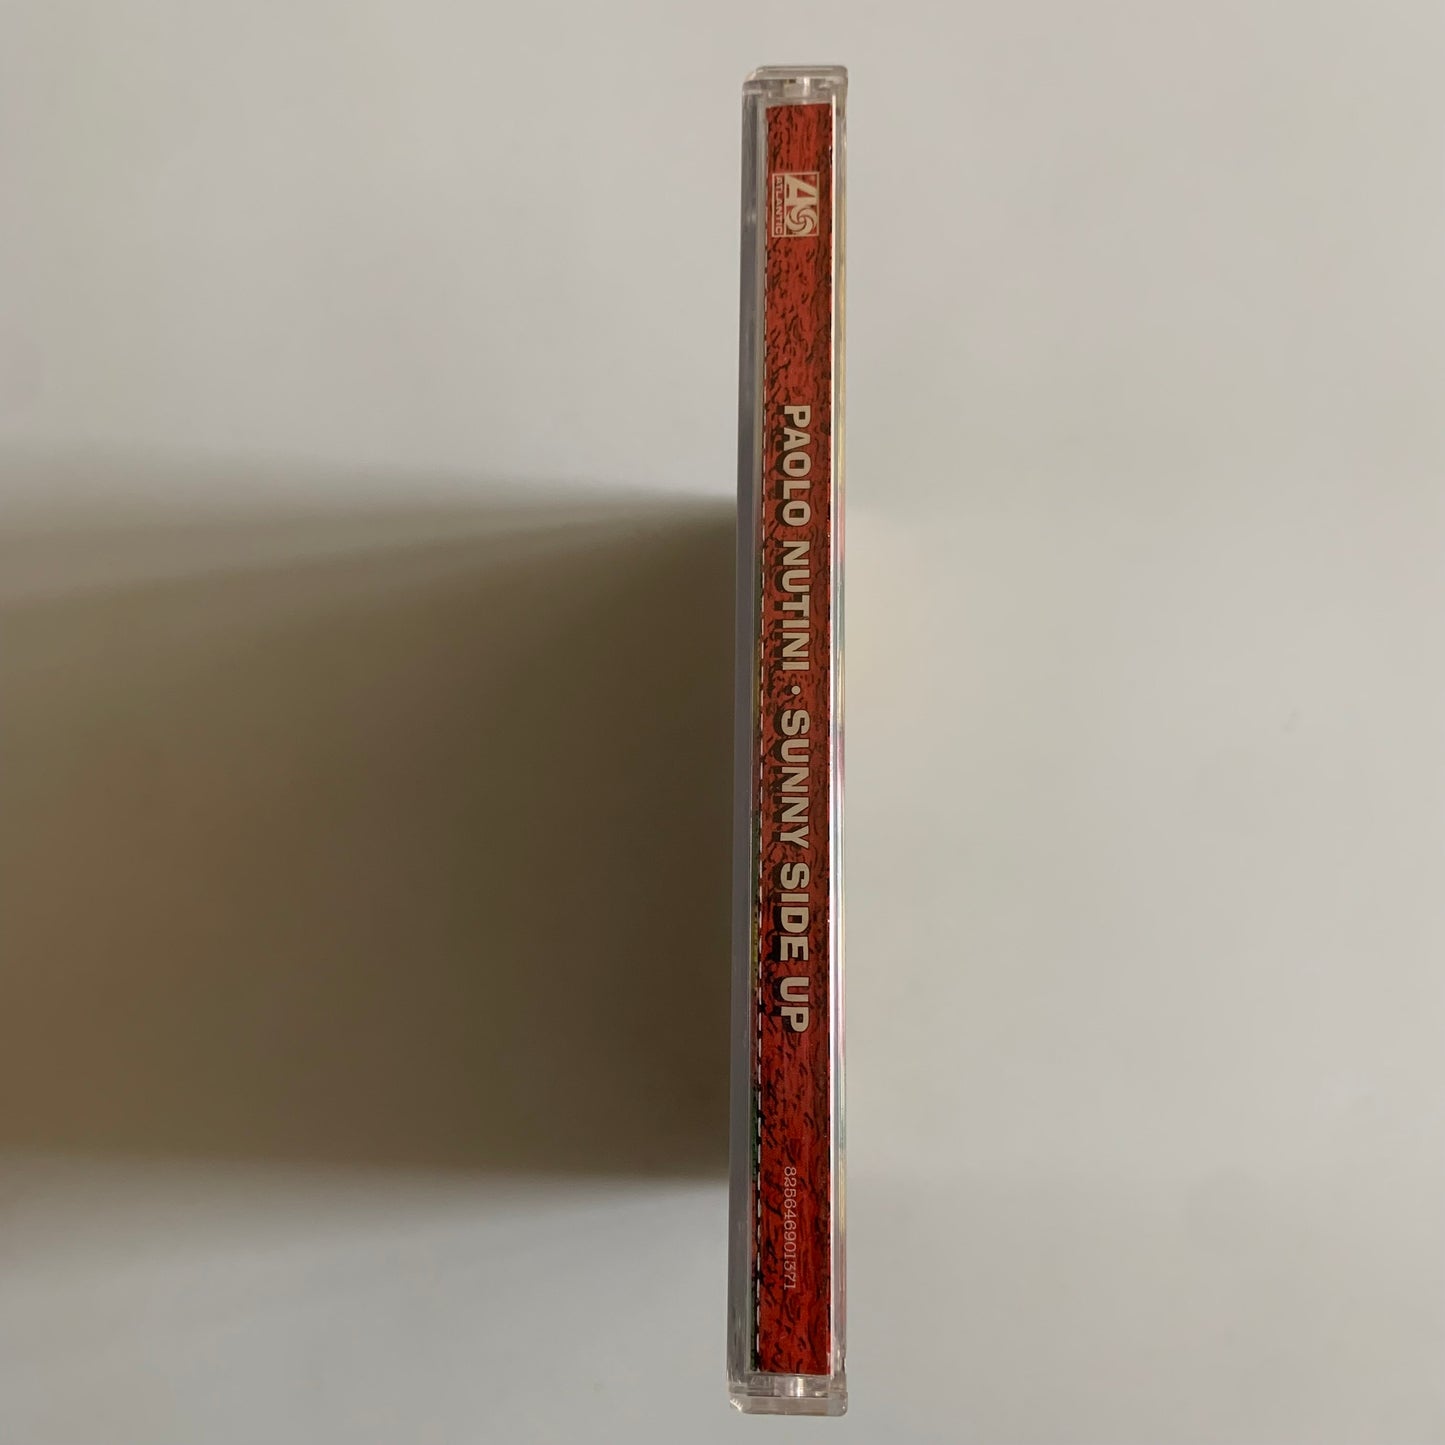 ATLANTIC
PAOLO NUTINI · SUNNY SIDE UP
825646901371